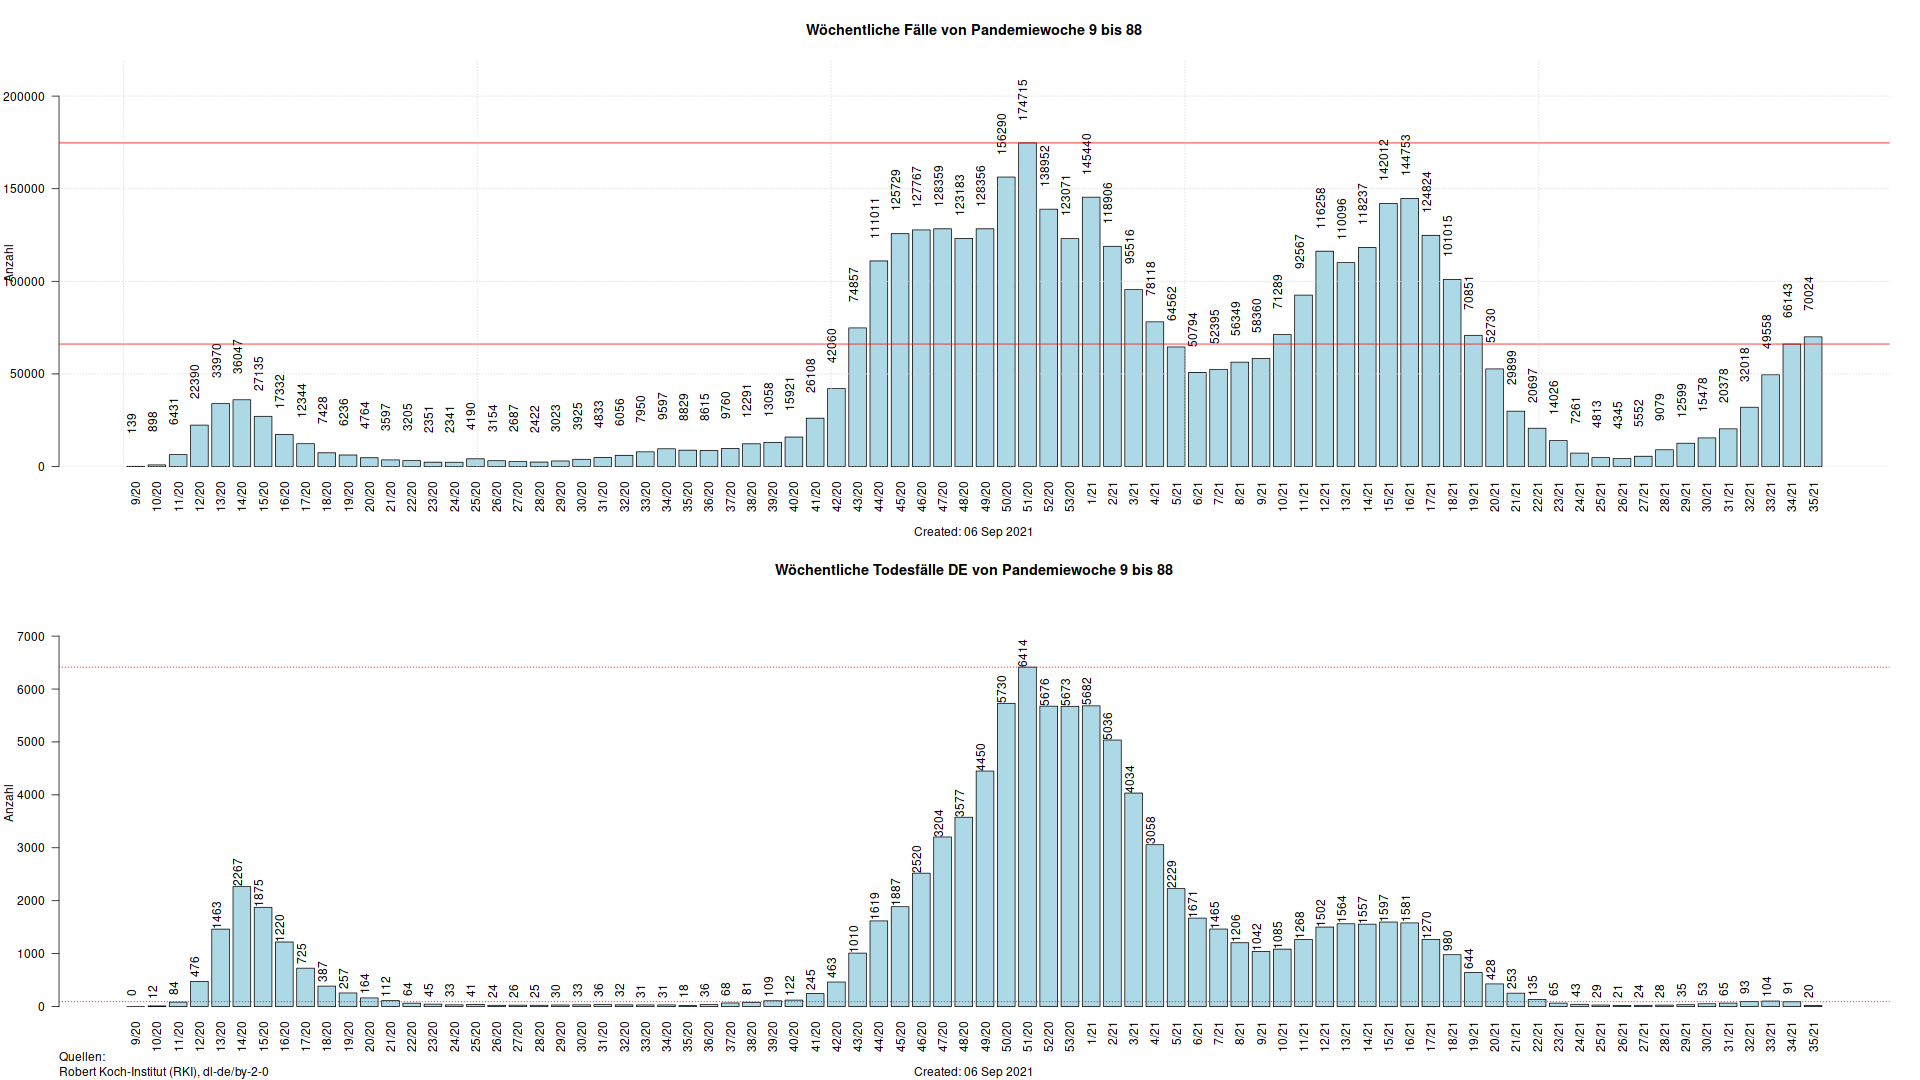 Wöchentliche Fälle von Pandemiewoche 9 bis 88
Anzahl
200000
150000
100000
50000
0
139 898 6431 22390 33970 36047 27135 17332 12344 7428 6236 4764 3597 3205 2351 2341 4190 3154 2687 2422 3023 3925 4833 6056 7950 9597 8829 8615 9760 12291 13058 15921 26108 42060 74857 111011 125729 127767 128359 123183 128356 156290 174715 138952 123071 145440 118906 95516 78118 64562 50794 52395 56349 58360 71289 92567 116258 110096 118237 142012 144753 124824 101015 70851 52730 29899 20697 14026 7261 4813 4345 5552 9079 12599 15478 20378 32018 49558 66143 70024
9/20 10/20 11/20 12/20 13/20 14/20 15/20 16/20 17/20 18/20 19/20 20/20 21/20 22/20 23/20 24/20 25/20 26/20 27/20 28/20 29/20 30/20 31/20 32/20 33/20 34/20 35/20 36/20 37/20 38/20 39/20 40/20 41/20 42/20 43/20 44/20 45/20 46/20 47/20 48/20 49/20 50/20 51/20 52/20 53/20 1/21 2/21 3/21 4/21 5/21 6/21 7/21 8/21 9/21 10/21 11/21 12/21 13/21 14/21 15/21 16/21 17/21 18/21 19/21 20/21 21/21 22/21 23/21 24/21 25/21 26/21 27/21 28/21 29/21 30/21 31/21 32/21 33/21 34/21 35/21
Created: 06 Sep 2021
Wöchentliche Todesfälle DE von Pandemiewoche 9 bis 88
Anzahl
7000
6000
5000
4000
3000
2000
1000
0
0 12 84 476 1463 2267 1875 1220 725 387 257 164 112 64 45 33 41 24 26 25 30 33 36 32 31 31 18 36 68 81 109 122 245 463 1010 1619 1887 2520 3204 3577 4450 5730 6414 5676 5673 5682 5036 4034 3058 2229 1671 1465 1206 1042 1085 1268 1502 1564 1557 1597 1581 1270 980 644 428 253 135 65 43 29 21 24 28 35 53 65 93 104 91 20
9/20 10/20 11/20 12/20 13/20 14/20 15/20 16/20 17/20 18/20 19/20 20/20 21/20 22/20 23/20 24/20 25/20 26/20 27/20 28/20 29/20 30/20 31/20 32/20 33/20 34/20 35/20 36/20 37/20 38/20 39/20 40/20 41/20 42/20 43/20 44/20 45/20 46/20 47/20 48/20 49/20 50/20 51/20 52/20 53/20 1/21 2/21 3/21 4/21 5/21 6/21 7/21 8/21 9/21 10/21 11/21 12/21 13/21 14/21 15/21 16/21 17/21 18/21 19/21 20/21 21/21 22/21 23/21 24/21 25/21 26/21 27/21 28/21 29/21 30/21 31/21 32/21 33/21 34/21 35/21
Quellen:
Robert Koch-Institut (RKI), dl-de/by-2-0
Created: 06 Sep 2021